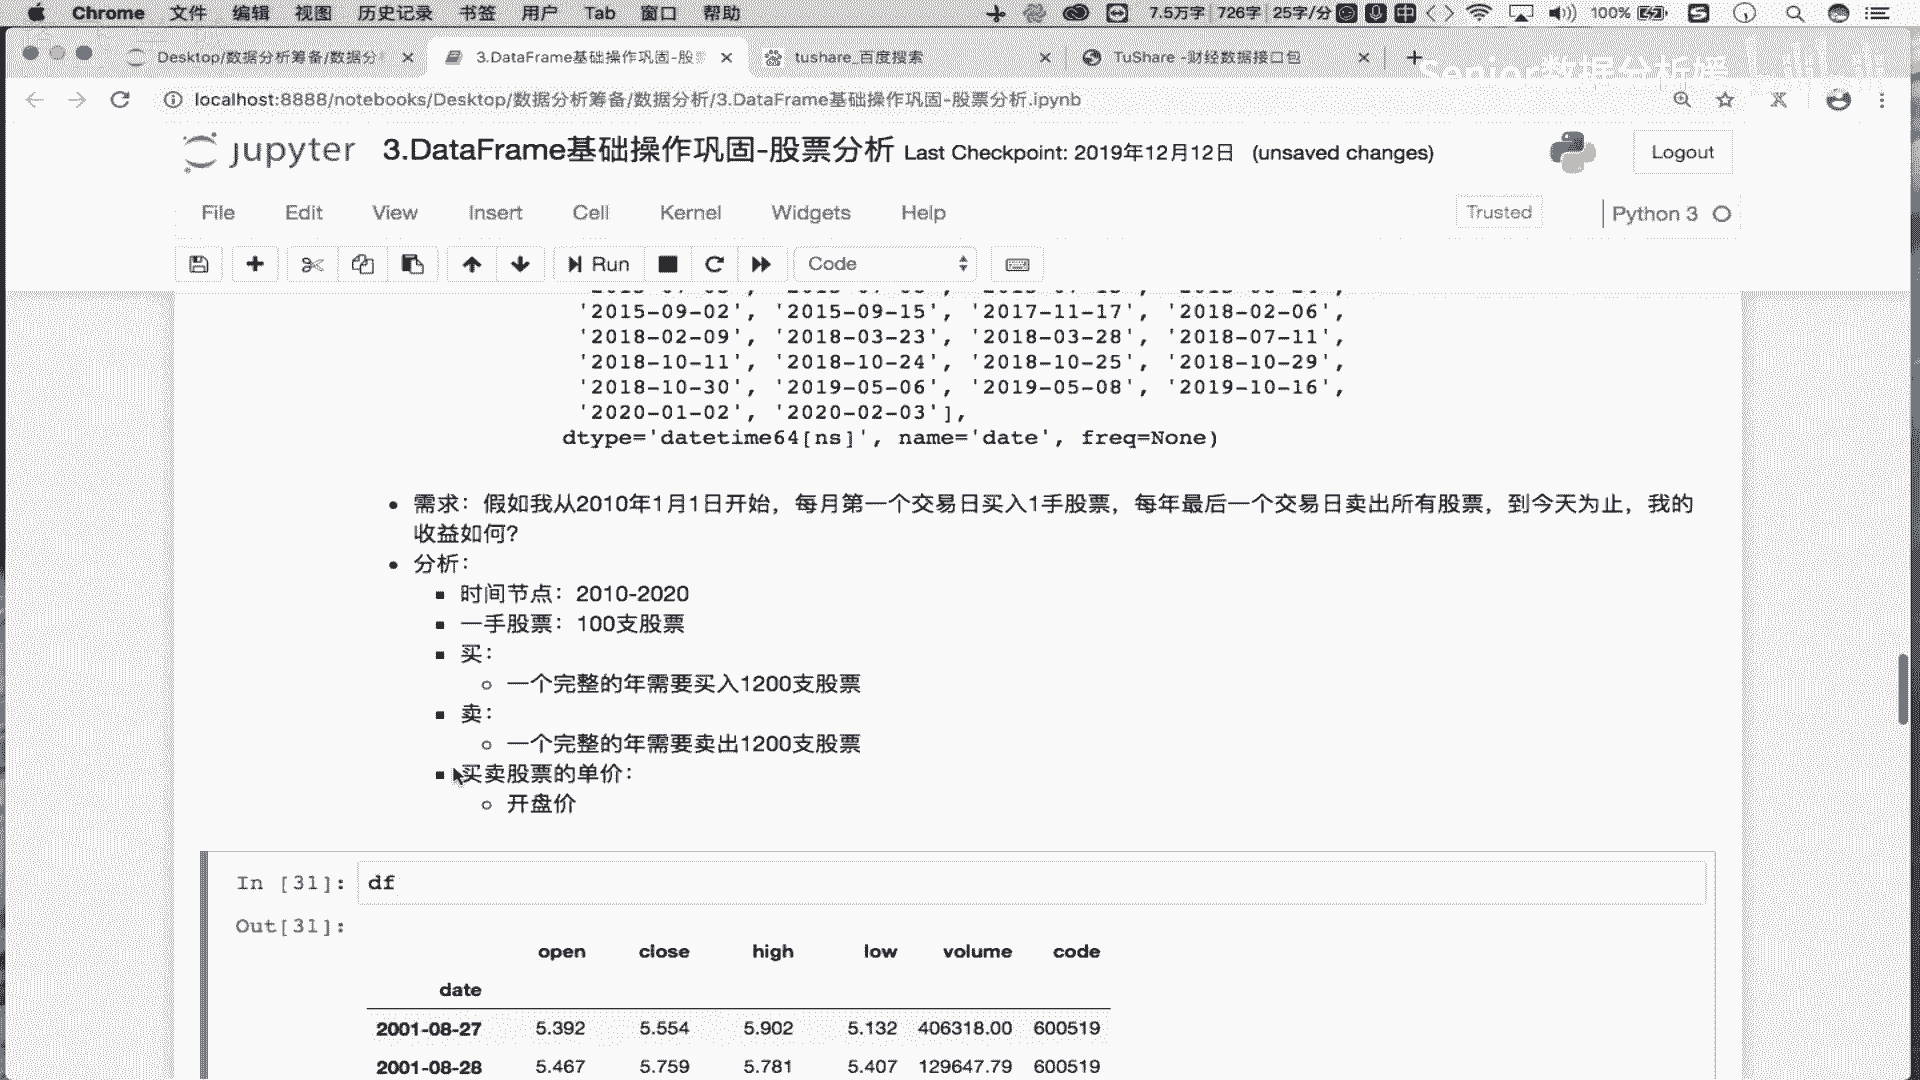 Chrome 文件 编辑 视图 历史记录 书签 用户 Tab 窗口 帮助 7.5万字 726字 25字/分 中 100%
Desktop/数据分析筹备/数据分 3.DataFrame基础操作巩固-股 tushare_百度搜索 TuShare -财经数据接口包
Senior数据分析媛 bilibili
localhost:8888/notebooks/Desktop/数据分析筹备/数据分析/3.DataFrame基础操作巩固-股票分析.ipynb
jupyter 3.DataFrame基础操作巩固-股票分析 Last Checkpoint: 2019年12月12日 (unsaved changes) Logout
File Edit View Insert Cell Kernel Widgets Help Trusted Python 3
Run Code
'2015-09-02', '2015-09-15', '2017-11-17', '2018-02-06',
'2018-02-09', '2018-03-23', '2018-03-28', '2018-07-11',
'2018-10-11', '2018-10-24', '2018-10-25', '2018-10-29',
'2018-10-30', '2019-05-06', '2019-05-08', '2019-10-16',
'2020-01-02', '2020-02-03'],
dtype='datetime64[ns]', name='date', freq=None)
需求：假如我从2010年1月1日开始，每月第一个交易日买入1手股票，每年最后一个交易日卖出所有股票，到今天为止，我的
收益如何？
分析：
时间节点：2010-2020
一手股票：100支股票
买：
一个完整的年需要买入1200支股票
卖：
一个完整的年需要卖出1200支股票
买卖股票的单价：
开盘价
In [31]: df
Out[31]:
open close high low volume code
date
2001-08-27 5.392 5.554 5.902 5.132 406318.00 600519
2001-08-28 5.467 5.759 5.781 5.407 129647.79 600519